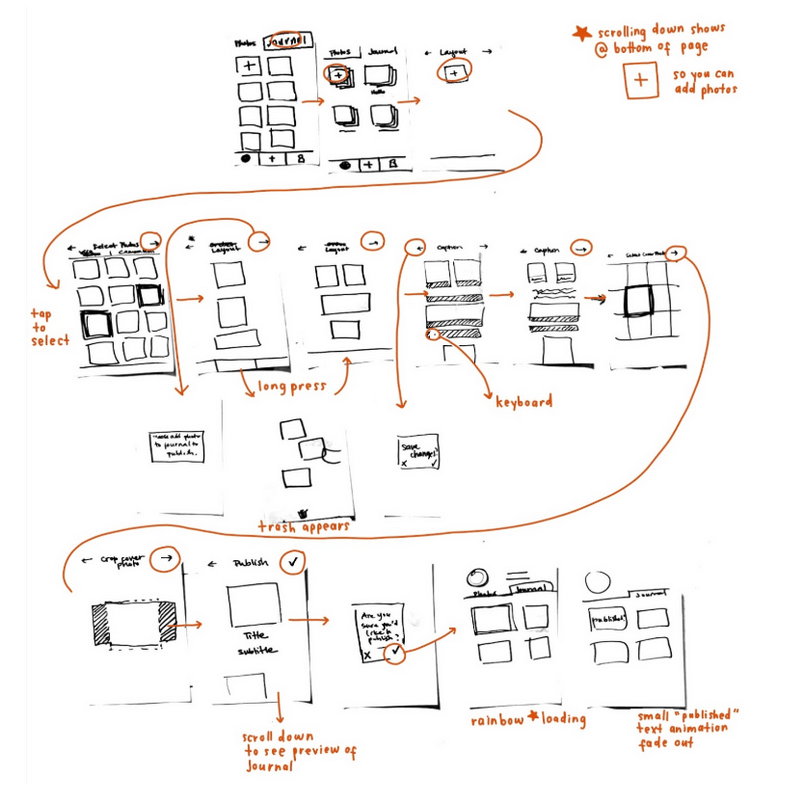 Photos Journal
Photos Journal
Hello
← Layout →
★ scrolling down shows
@ bottom of page
+
so you can
add photos
+
+
+
+ B
+ B
← Select Photos →
← Layout →
← Layout →
← Caption →
← Caption →
← Select Cover Photo →
tap
to
select
long press
keyboard
please add photo
to journal to
publish.
Save
changes?
x ✓
trash appears
← Crop cover photo →
← Publish ✓
Title
subtitle
Are you
sure you'd
like to
publish?
x ✓
Photos Journal
Journal
published!
scroll down
to see preview of
Journal
rainbow ★ loading
small "published"
text animation
fade out